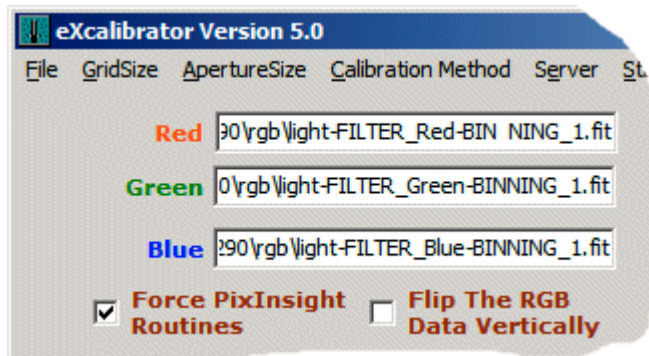 eXcalibrator Version 5.0
File GridSize ApertureSize Calibration Method Server St
Red 90\rgb\light-FILTER_Red-BIN NING_1.fit
Green 0\rgb\light-FILTER_Green-BINNING_1.fit
Blue 290\rgb\light-FILTER_Blue-BINNING_1.fit
Force PixInsight Flip The RGB
Routines Data Vertically